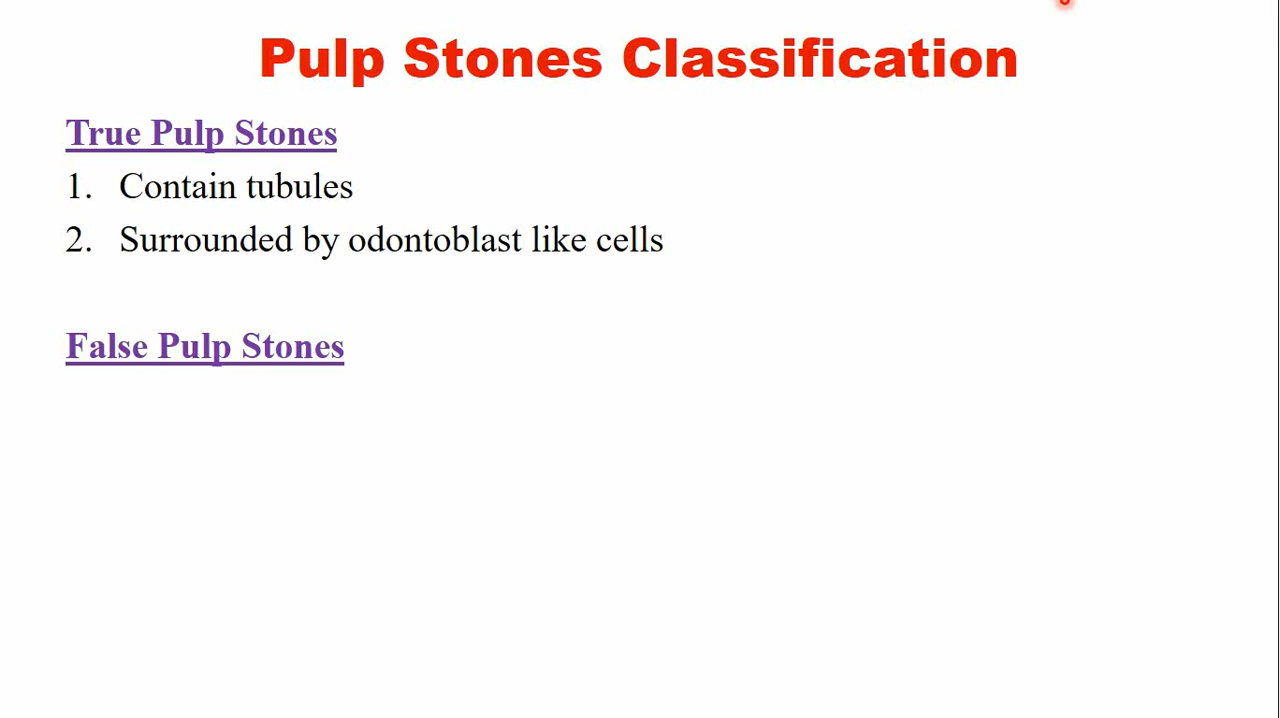 Pulp Stones Classification
True Pulp Stones
1. Contain tubules
2. Surrounded by odontoblast like cells
False Pulp Stones